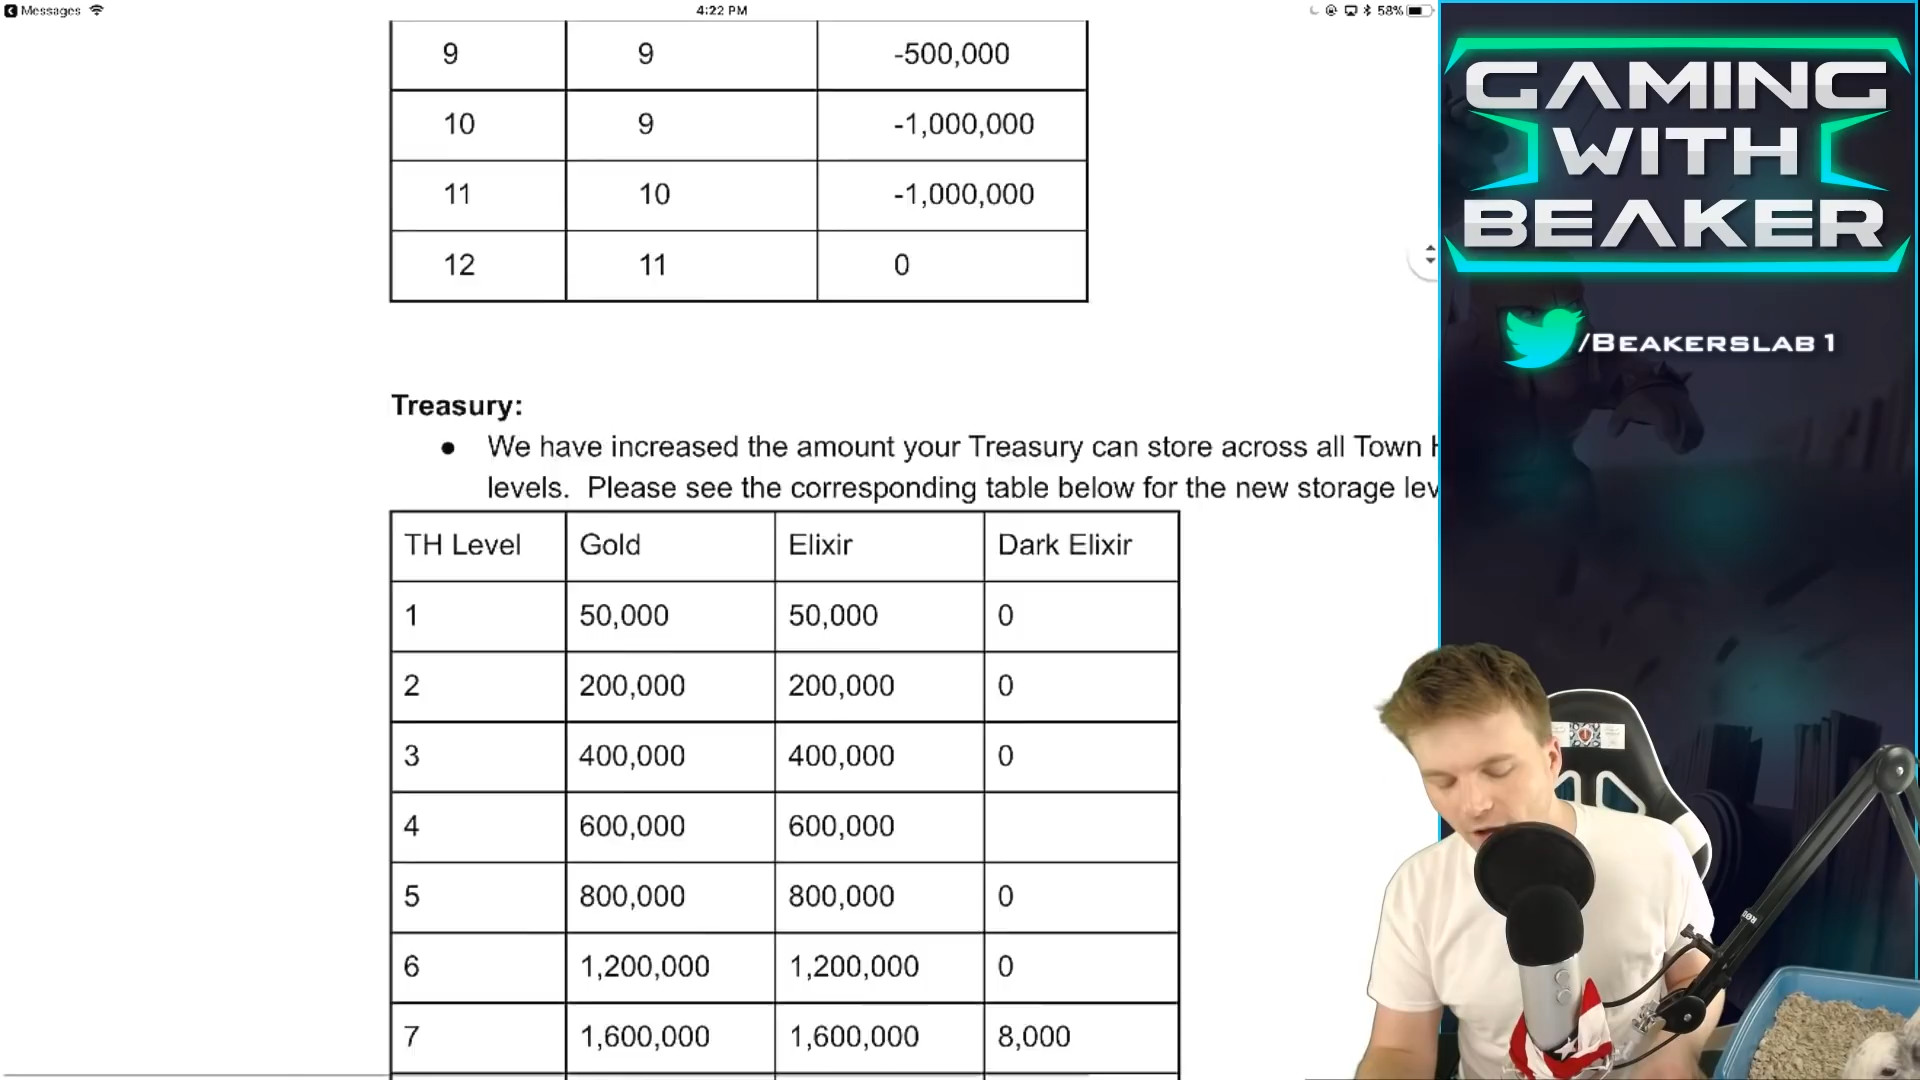 Messages
4:22 PM
58%
9 9 -500,000
10 9 -1,000,000
11 10 -1,000,000
12 11 0
Treasury:
● We have increased the amount your Treasury can store across all Town
levels. Please see the corresponding table below for the new storage
TH Level Gold Elixir Dark Elixir
1 50,000 50,000 0
2 200,000 200,000 0
3 400,000 400,000 0
4 600,000 600,000
5 800,000 800,000 0
6 1,200,000 1,200,000 0
7 1,600,000 1,600,000 8,000
GAMING
WITH
BEAKER
/BEAKERSLAB1